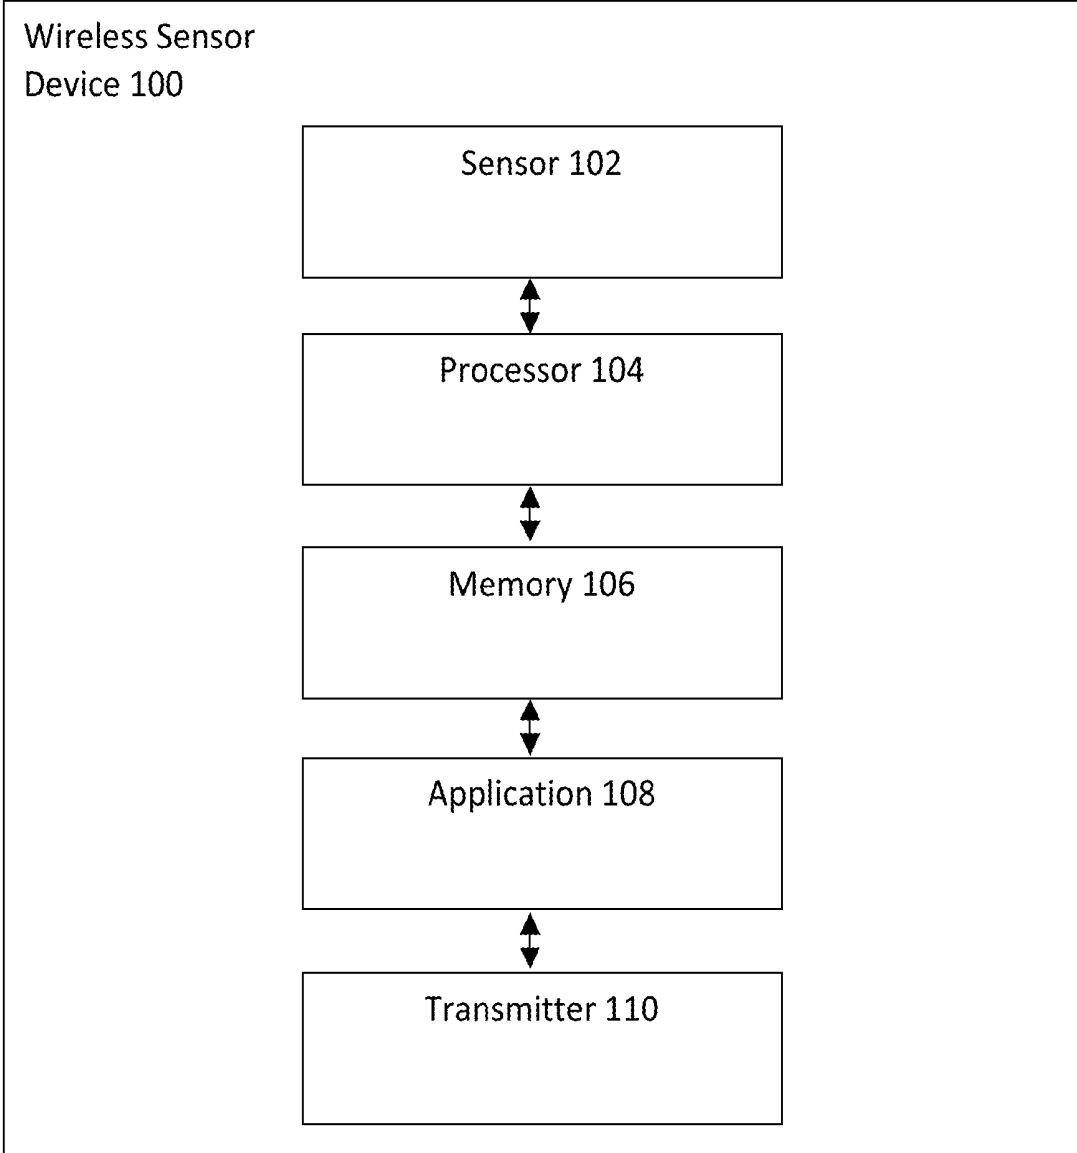 Wireless Sensor
Device 100
Sensor 102
Processor 104
Memory 106
Application 108
Transmitter 110